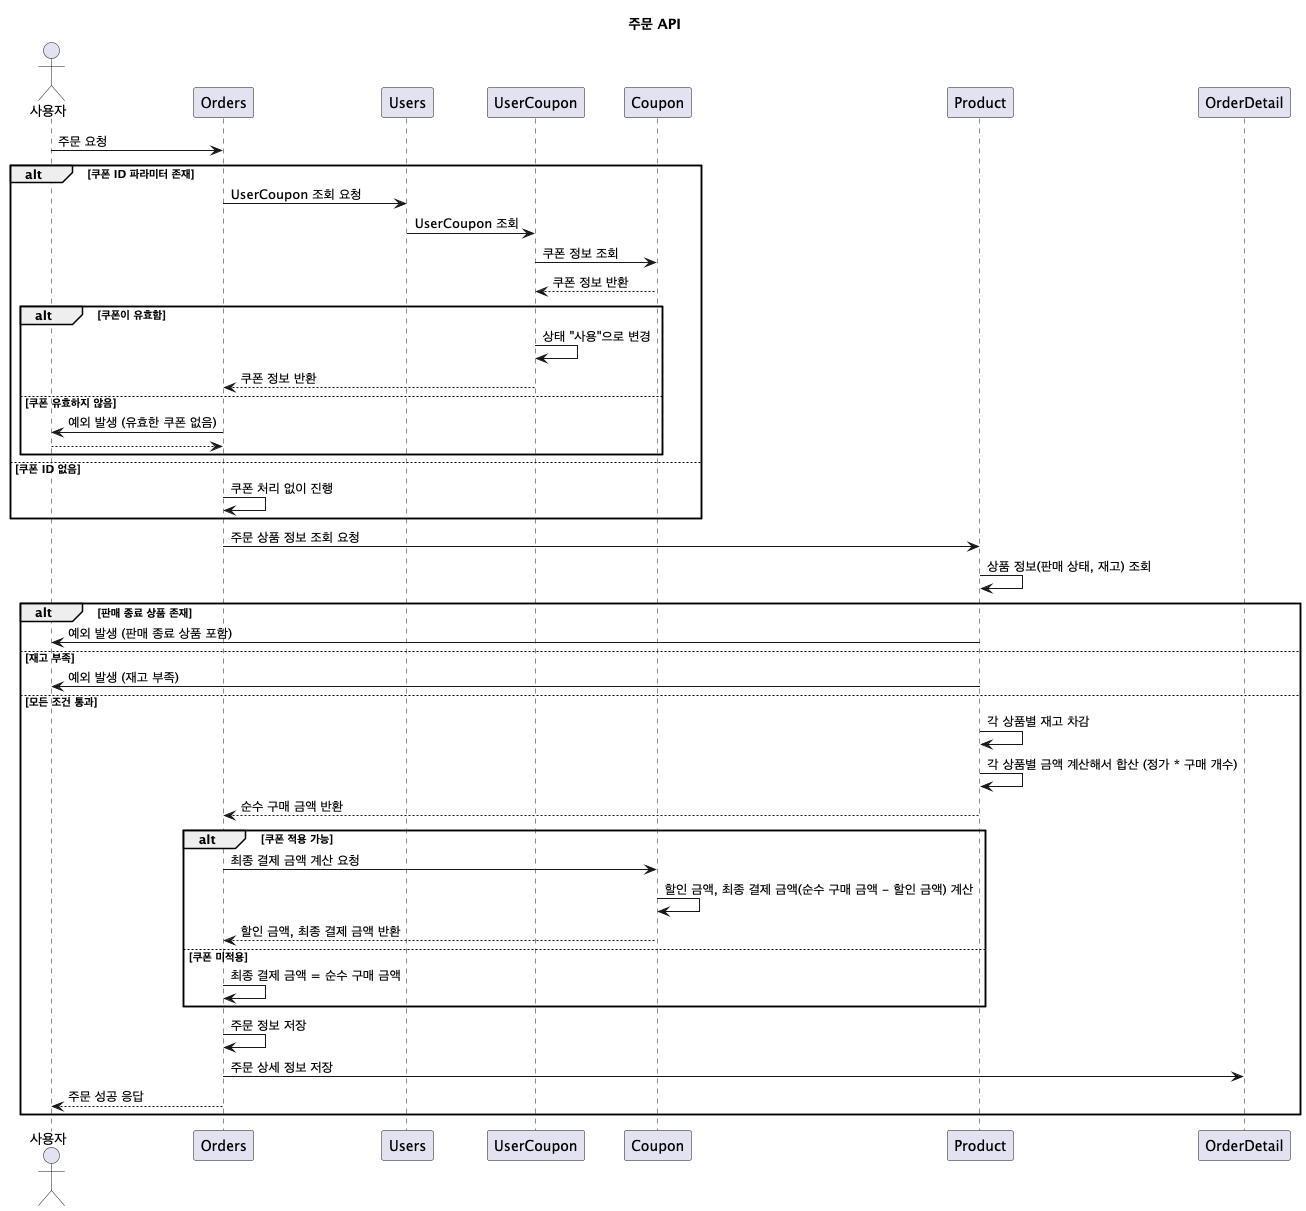 주문 API
사용자
Orders
Users
UserCoupon
Coupon
Product
OrderDetail
주문 요청
alt
[쿠폰 ID 파라미터 존재]
UserCoupon 조회 요청
UserCoupon 조회
쿠폰 정보 조회
쿠폰 정보 반환
alt
[쿠폰이 유효함]
상태 "사용"으로 변경
쿠폰 정보 반환
[쿠폰 유효하지 않음]
예외 발생 (유효한 쿠폰 없음)
[쿠폰 ID 없음]
쿠폰 처리 없이 진행
주문 상품 정보 조회 요청
상품 정보(판매 상태, 재고) 조회
alt
[판매 종료 상품 존재]
예외 발생 (판매 종료 상품 포함)
[재고 부족]
예외 발생 (재고 부족)
[모든 조건 통과]
각 상품별 재고 차감
각 상품별 금액 계산해서 합산 (정가 * 구매 개수)
순수 구매 금액 반환
alt
[쿠폰 적용 가능]
최종 결제 금액 계산 요청
할인 금액, 최종 결제 금액(순수 구매 금액 - 할인 금액) 계산
할인 금액, 최종 결제 금액 반환
[쿠폰 미적용]
최종 결제 금액 = 순수 구매 금액
주문 정보 저장
주문 상세 정보 저장
주문 성공 응답
사용자
Orders
Users
UserCoupon
Coupon
Product
OrderDetail